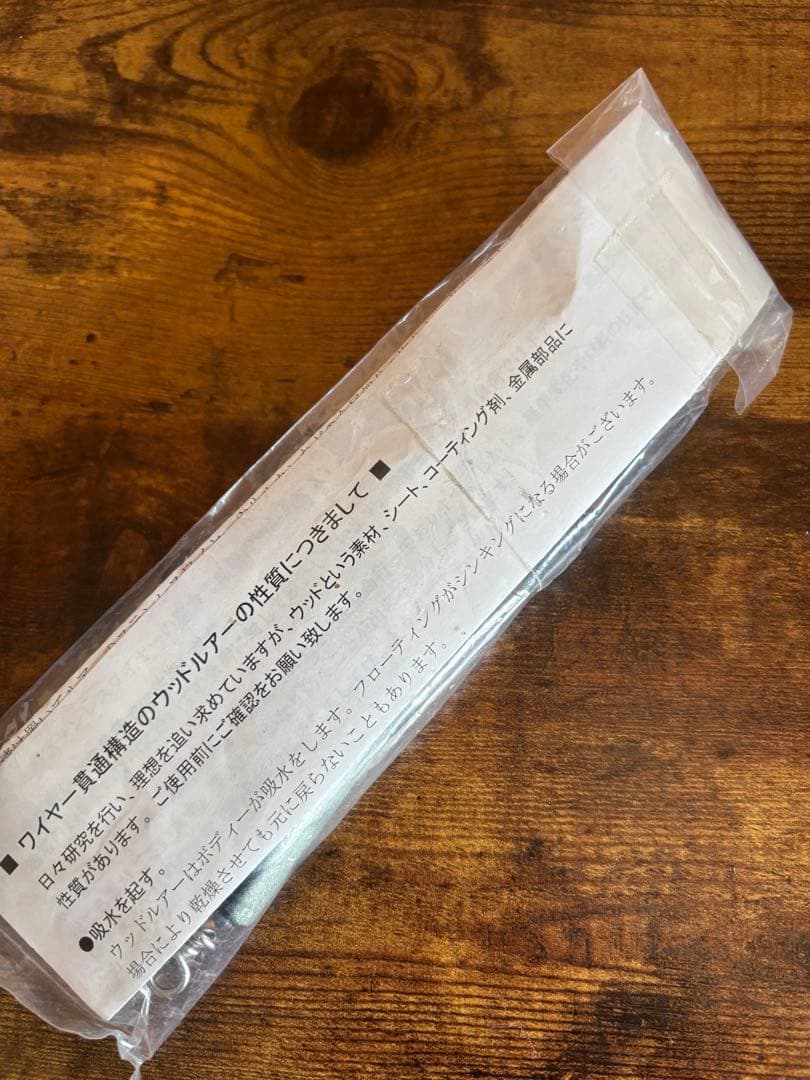 ■ ワイヤー貫通構造のウッドルアーの性質につきまして ■
日々研究を行い、理想を追い求めていますが、ウッドという素材、シート、コーティング剤、金属部品に
性質があります。ご使用前にご確認をお願い致します。
●吸水を起す。
ウッドルアーはボディーが吸水をします。フローティングがシンキングになる場合がございます。
場合により乾燥させても元に戻らないこともあります。